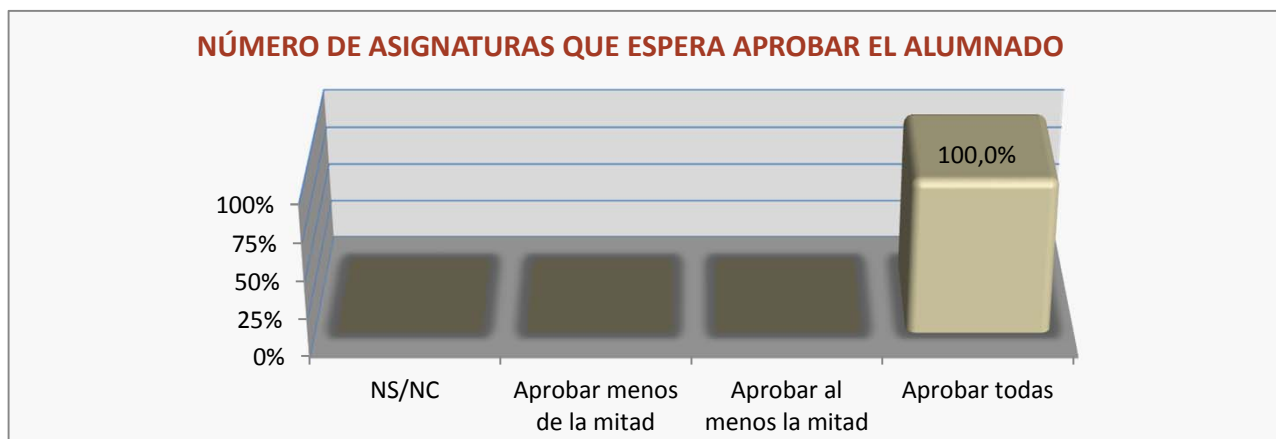 NÚMERO DE ASIGNATURAS QUE ESPERA APROBAR EL ALUMNADO
100,0%
100%
75%
50%
25%
0%
NS/NC
Aprobar menos
de la mitad
Aprobar al
menos la mitad
Aprobar todas